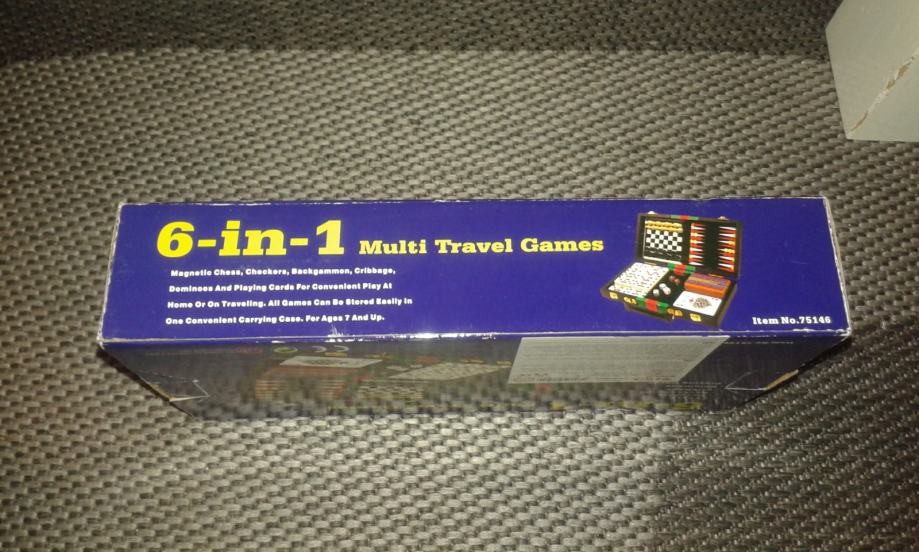 6-in-1 Multi Travel Games
Magnetic Chess, Checkers, Backgammon, Cribbage,
Dominoes And Playing Cards For Convenient Play At
Home Or On Traveling. All Games Can Be Stored Easily In
One Convenient Carrying Case. For Ages 7 And Up.
Item No.75146